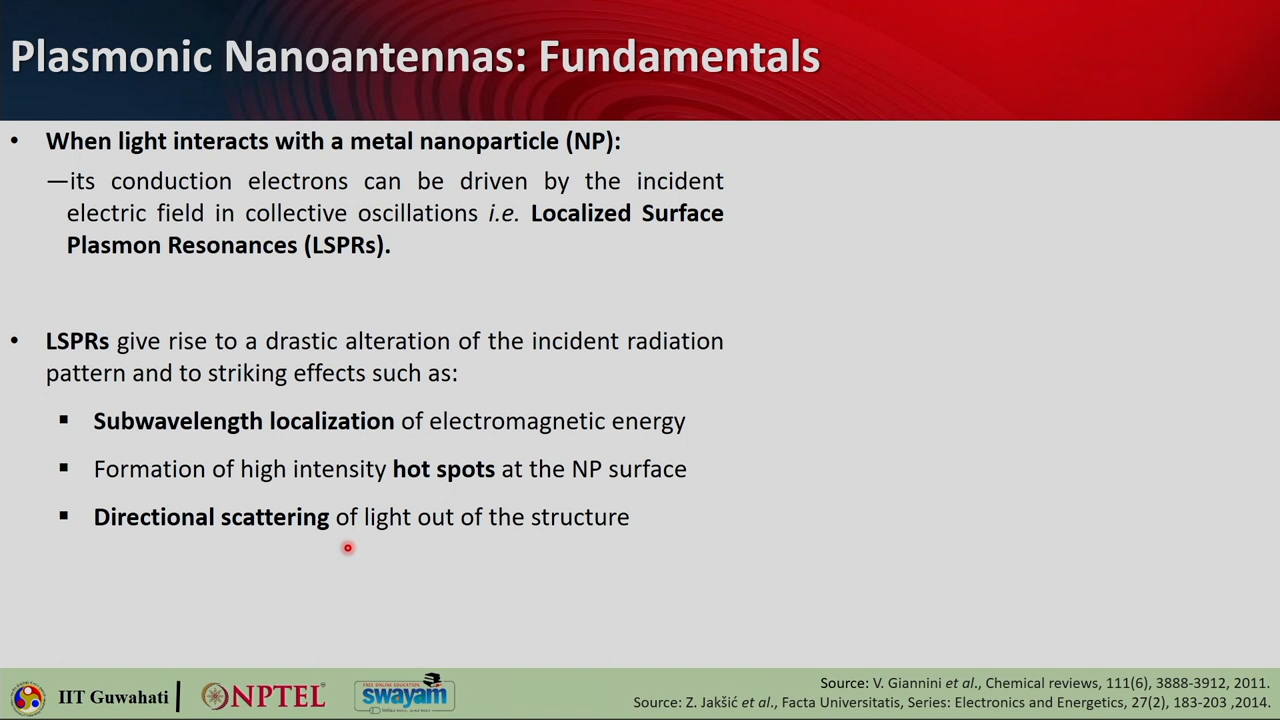 Plasmonic Nanoantennas: Fundamentals
• When light interacts with a metal nanoparticle (NP):
—its conduction electrons can be driven by the incident
electric field in collective oscillations i.e. Localized Surface
Plasmon Resonances (LSPRs).
• LSPRs give rise to a drastic alteration of the incident radiation
pattern and to striking effects such as:
▪ Subwavelength localization of electromagnetic energy
▪ Formation of high intensity hot spots at the NP surface
▪ Directional scattering of light out of the structure
IIT Guwahati
NPTEL
FREE ONLINE EDUCATION
swayam
Source: V. Giannini et al., Chemical reviews, 111(6), 3888-3912, 2011.
Source: Z. Jakšić et al., Facta Universitatis, Series: Electronics and Energetics, 27(2), 183-203 ,2014.